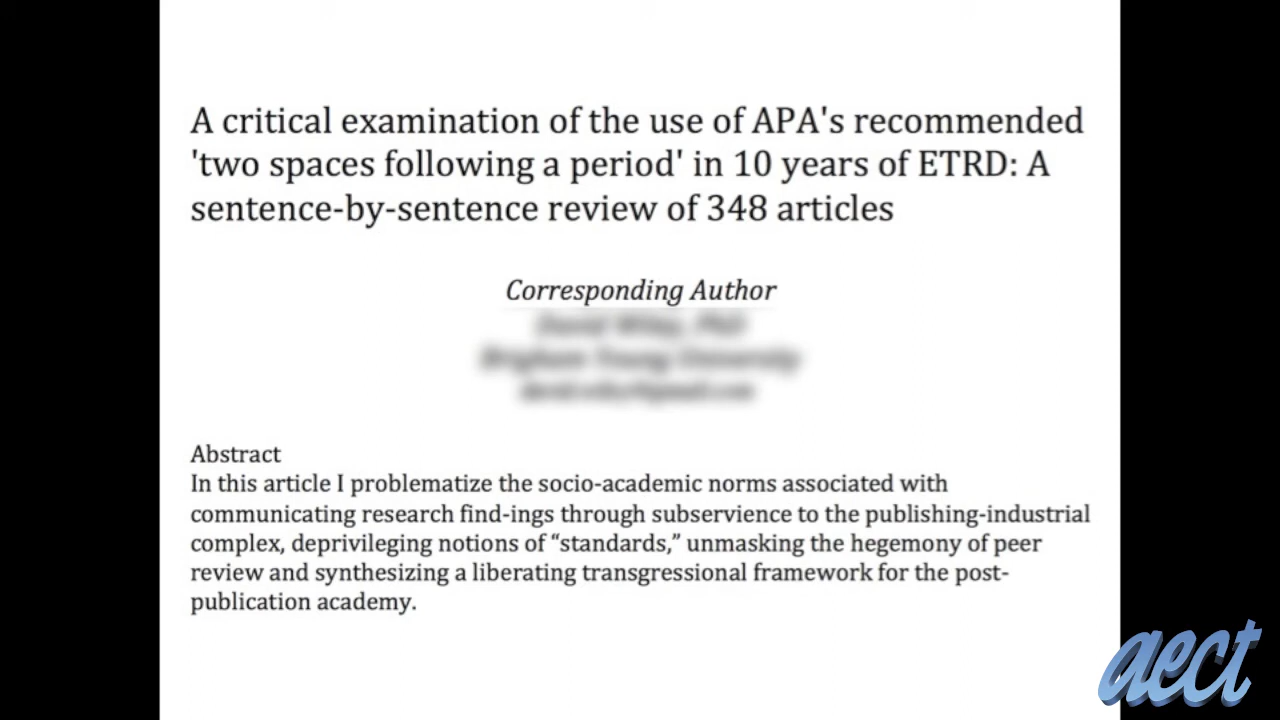 A critical examination of the use of APA's recommended
'two spaces following a period' in 10 years of ETRD: A
sentence-by-sentence review of 348 articles
Corresponding Author
Abstract
In this article I problematize the socio-academic norms associated with
communicating research find-ings through subservience to the publishing-industrial
complex, deprivileging notions of “standards,” unmasking the hegemony of peer
review and synthesizing a liberating transgressional framework for the post-
publication academy.
aect